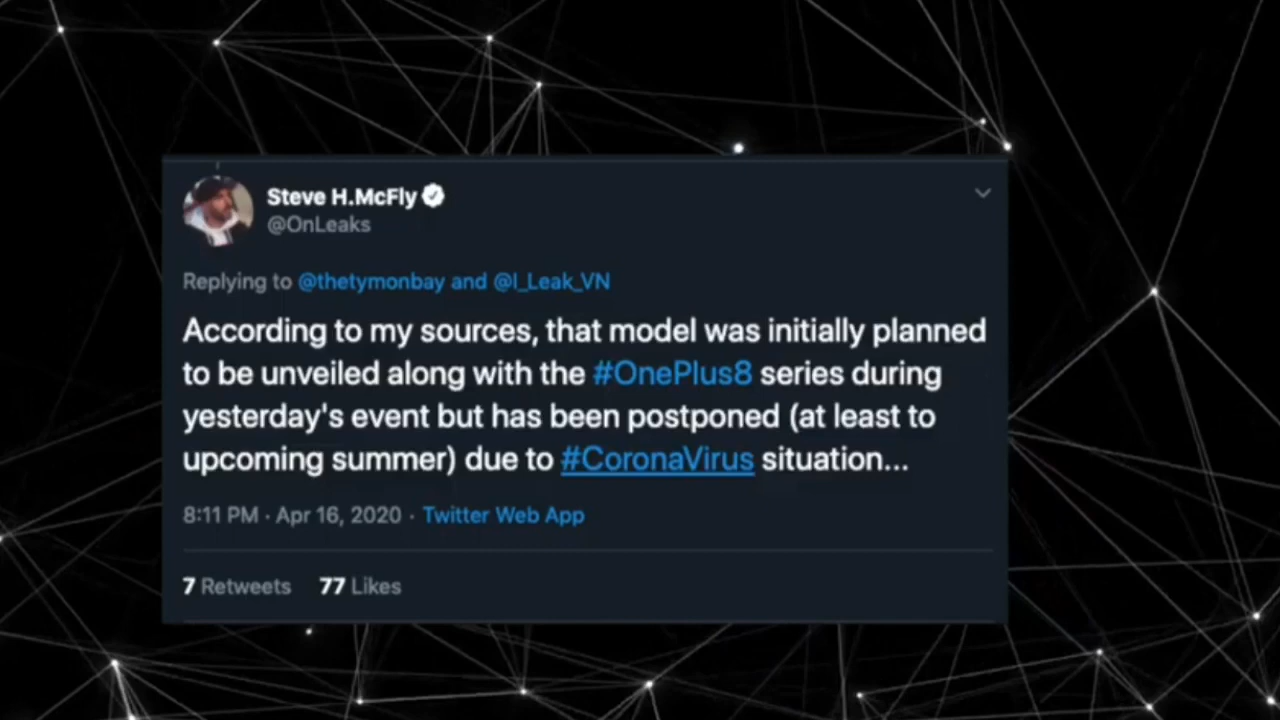 Steve H.McFly
@OnLeaks
Replying to @thetymonbay and @I_Leak_VN
According to my sources, that model was initially planned
to be unveiled along with the #OnePlus8 series during
yesterday's event but has been postponed (at least to
upcoming summer) due to #CoronaVirus situation...
8:11 PM · Apr 16, 2020 · Twitter Web App
7 Retweets 77 Likes